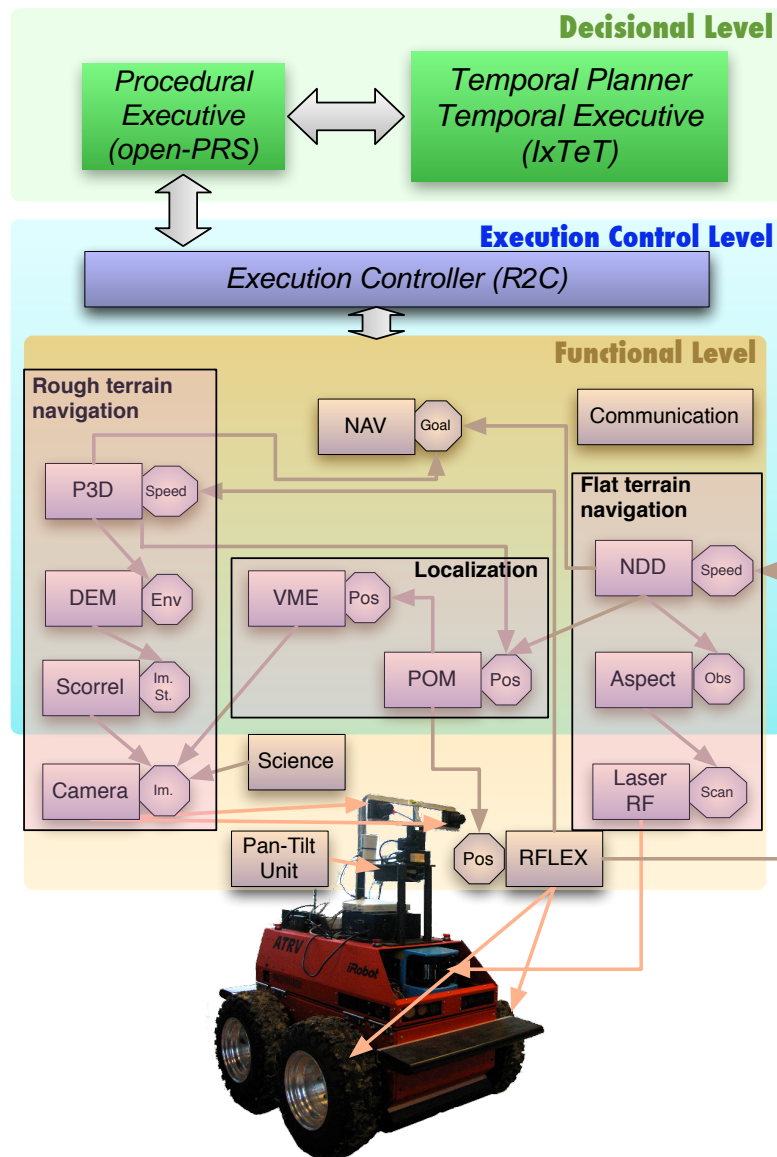 Decisional Level
Procedural
Executive
(open-PRS)
Temporal Planner
Temporal Executive
(IxTeT)
Execution Control Level
Execution Controller (R2C)
Functional Level
Rough terrain
navigation
NAV
Goal
Communication
P3D
Speed
Flat terrain
navigation
Localization
NDD
Speed
DEM
Env
VME
Pos
Scorrel
Im.
St.
POM
Pos
Aspect
Obs
Science
Camera
Im.
Laser
RF
Scan
Pan-Tilt
Unit
Pos
RFLEX
ATRV
iRobot